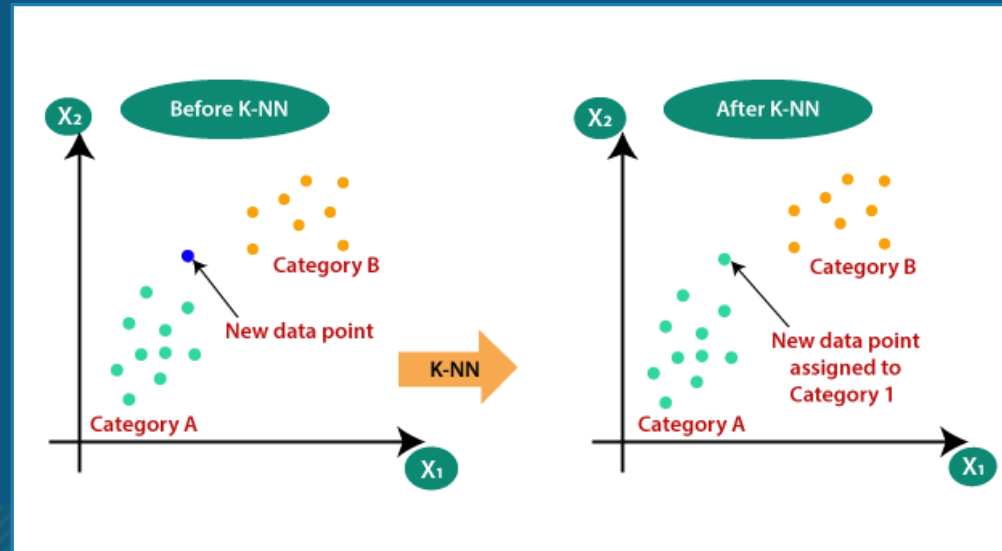 Before K-NN
X₂
Category B
New data point
Category A
X₁
K-NN
After K-NN
X₂
Category B
New data point
assigned to
Category 1
Category A
X₁